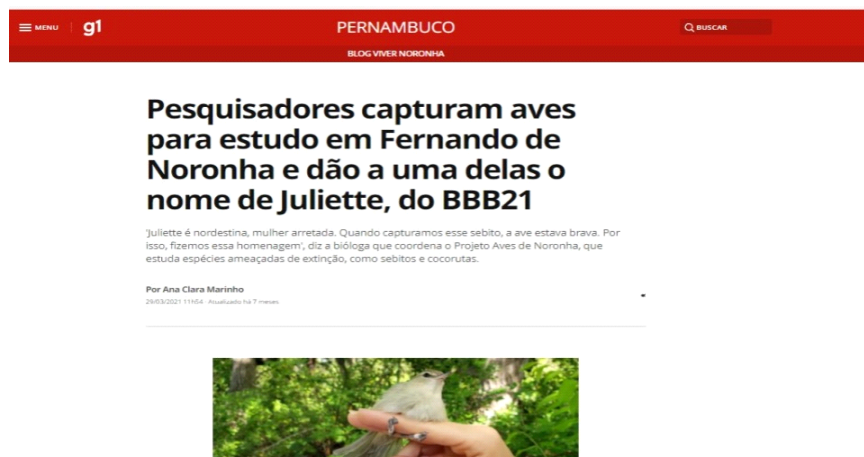 MENU g1 PERNAMBUCO BUSCAR
BLOG VIVER NORONHA
Pesquisadores capturam aves
para estudo em Fernando de
Noronha e dão a uma delas o
nome de Juliette, do BBB21
'Juliette é nordestina, mulher arretada. Quando capturamos esse sebito, a ave estava brava. Por
isso, fizemos essa homenagem', diz a bióloga que coordena o Projeto Aves de Noronha, que
estuda espécies ameaçadas de extinção, como sebitos e cocorutas.
Por Ana Clara Marinho
29/03/2021 11h54 · Atualizado há 7 meses